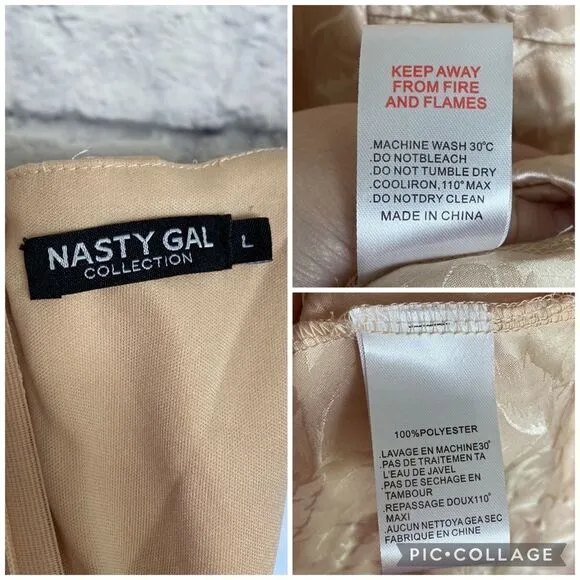 NASTY GAL
COLLECTION
L
KEEP AWAY
FROM FIRE
AND FLAMES
.MACHINE WASH 30°C
.DO NOTBLEACH
.DO NOT TUMBLE DRY
.COOLIRON, 110° MAX
.DO NOTDRY CLEAN
MADE IN CHINA
100%POLYESTER
.LAVAGE EN MACHINE30°
.PAS DE TRAITEMEN TA
L'EAU DE JAVEL
.PAS DE SECHAGE EN
TAMBOUR
.REPASSAGE DOUX110°
MAXI
.AUCUN NETTOYA GEA SEC
FABRIQUE EN CHINE
PIC•COLLAGE